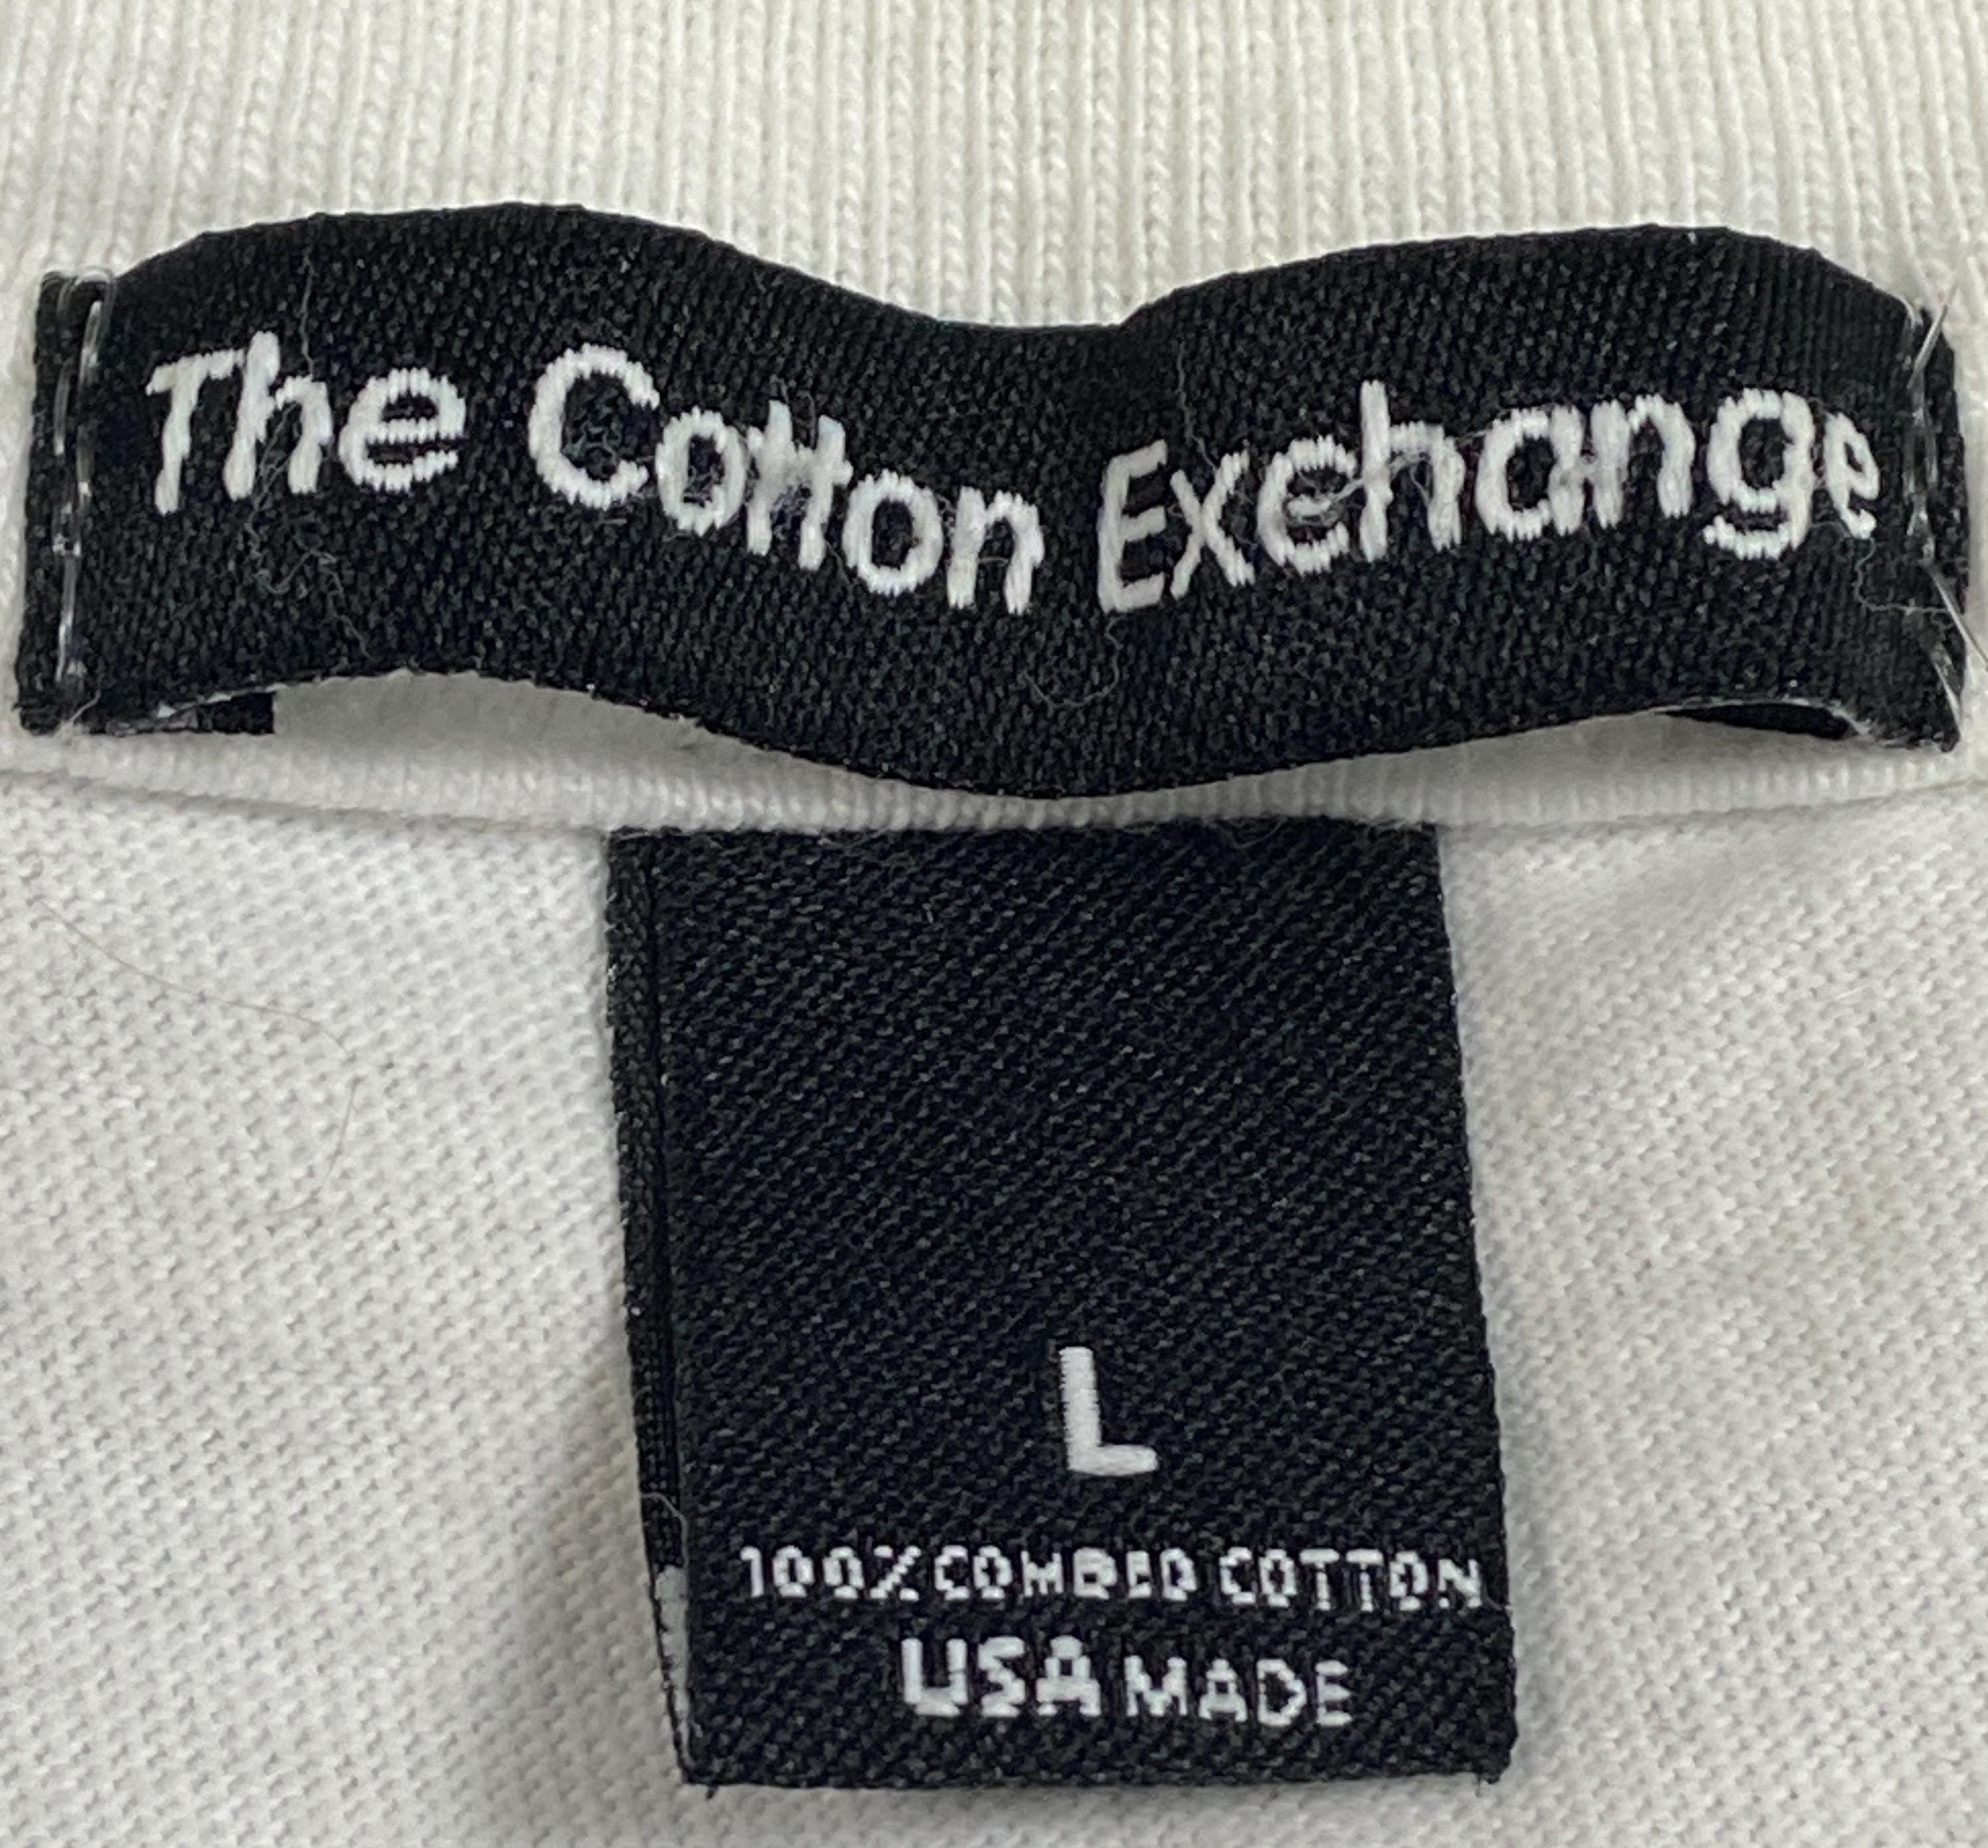 The Cotton Exchange
L
100% COMBED COTTON
USA MADE